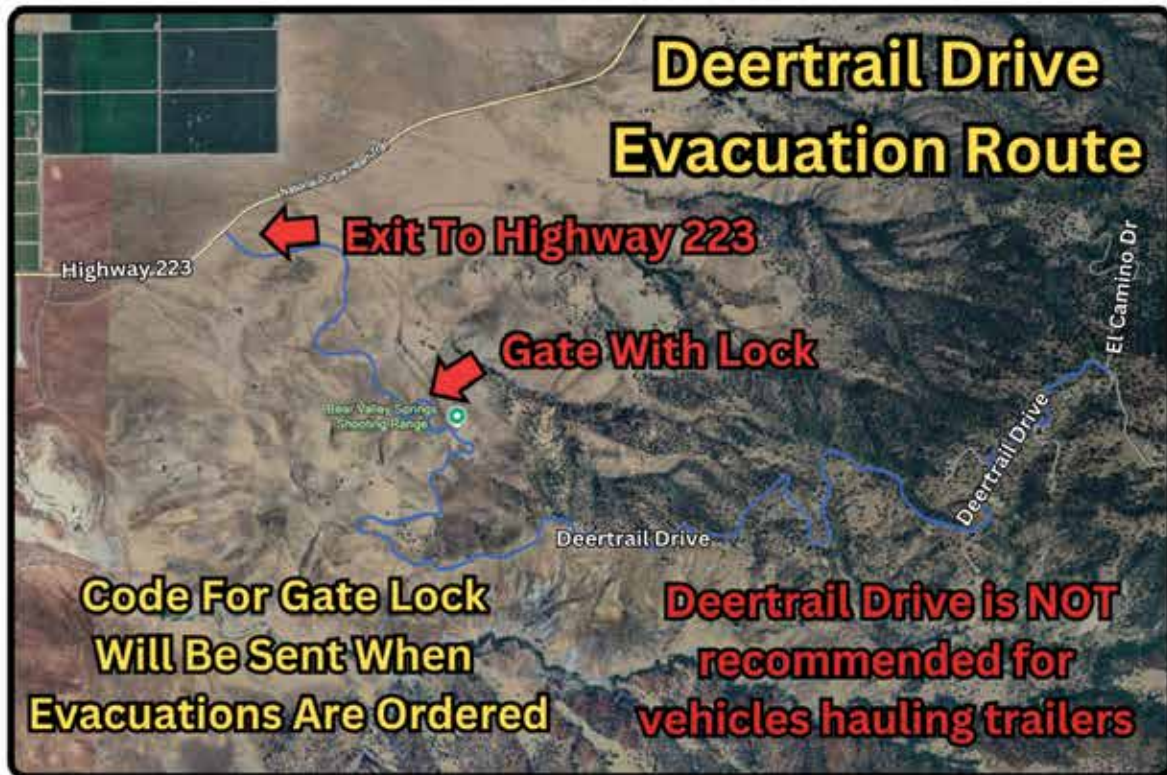 Deertrail Drive
Evacuation Route
Exit To Highway 223
Highway 223
El Camino Dr
Gate With Lock
Bear Valley Springs
Shooting Range
Deertrail Drive
Deertrail Drive
Code For Gate Lock
Will Be Sent When
Evacuations Are Ordered
Deertrail Drive is NOT
recommended for
vehicles hauling trailers